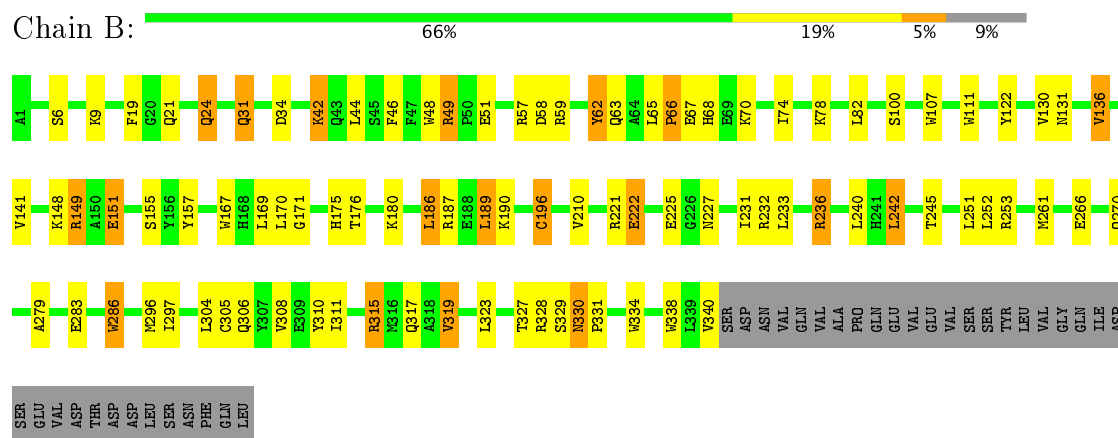 Chain B:
66% 19% 5% 9%
A1 S6 K9 F19 G20 Q21 Q24 Q31 D34 K42 Q43 L44 S45 F46 F47 W48 R49 P50 E51 R57 D58 R59 Y62 Q63 A64 L65 P66 E67 H68 E69 K70 I74 K78 L82 S100 W107 W111 Y122 V130 N131 V136
V141 K148 R149 A150 E151 S155 Y156 Y157 W167 H168 L169 L170 G171 H175 T176 K180 L186 R187 E188 L189 K190 C196 V210 R221 E222 E225 G226 N227 I231 R232 L233 R236 L240 H241 L242 T245 L251 L252 R253 M261 E266 Q270
A279 E283 W286 M296 I297 L304 C305 Q306 Y307 V308 E309 Y310 I311 R315 M316 Q317 A318 V319 L323 T327 R328 S329 N330 P331 W334 W338 L339 V340 SER ASP ASN VAL GLN VAL ALA PRO GLN GLU VAL GLU VAL SER SER TYR LEU VAL GLY GLN ILE ASP
SER GLU VAL ASP THR ASP ASP LEU SER ASN PHE GLN LEU